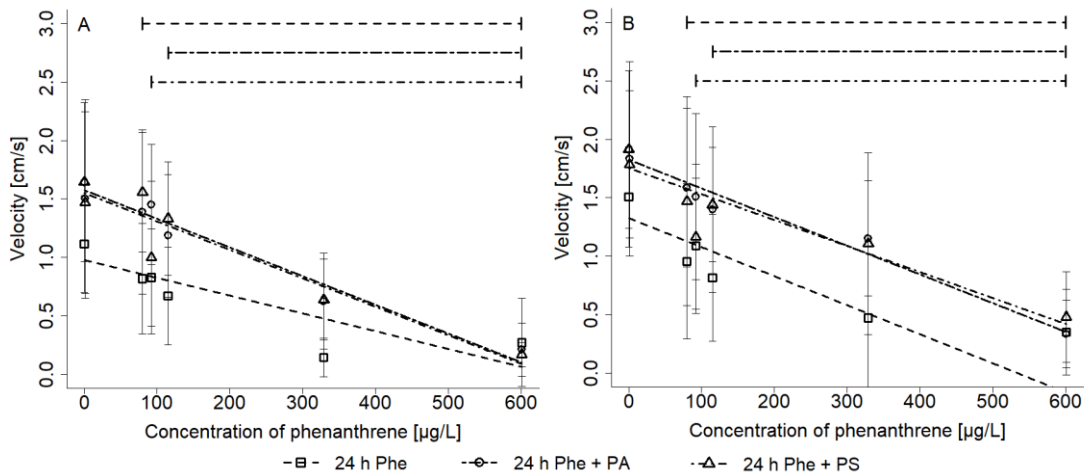 A
B
3.0
2.5
2.0
1.5
1.0
0.5
0.0
Velocity [cm/s]
0 100 200 300 400 500 600
Concentration of phenanthrene [µg/L]
3.0
2.5
2.0
1.5
1.0
0.5
0.0
Velocity [cm/s]
0 100 200 300 400 500 600
Concentration of phenanthrene [µg/L]
24 h Phe 24 h Phe + PA 24 h Phe + PS